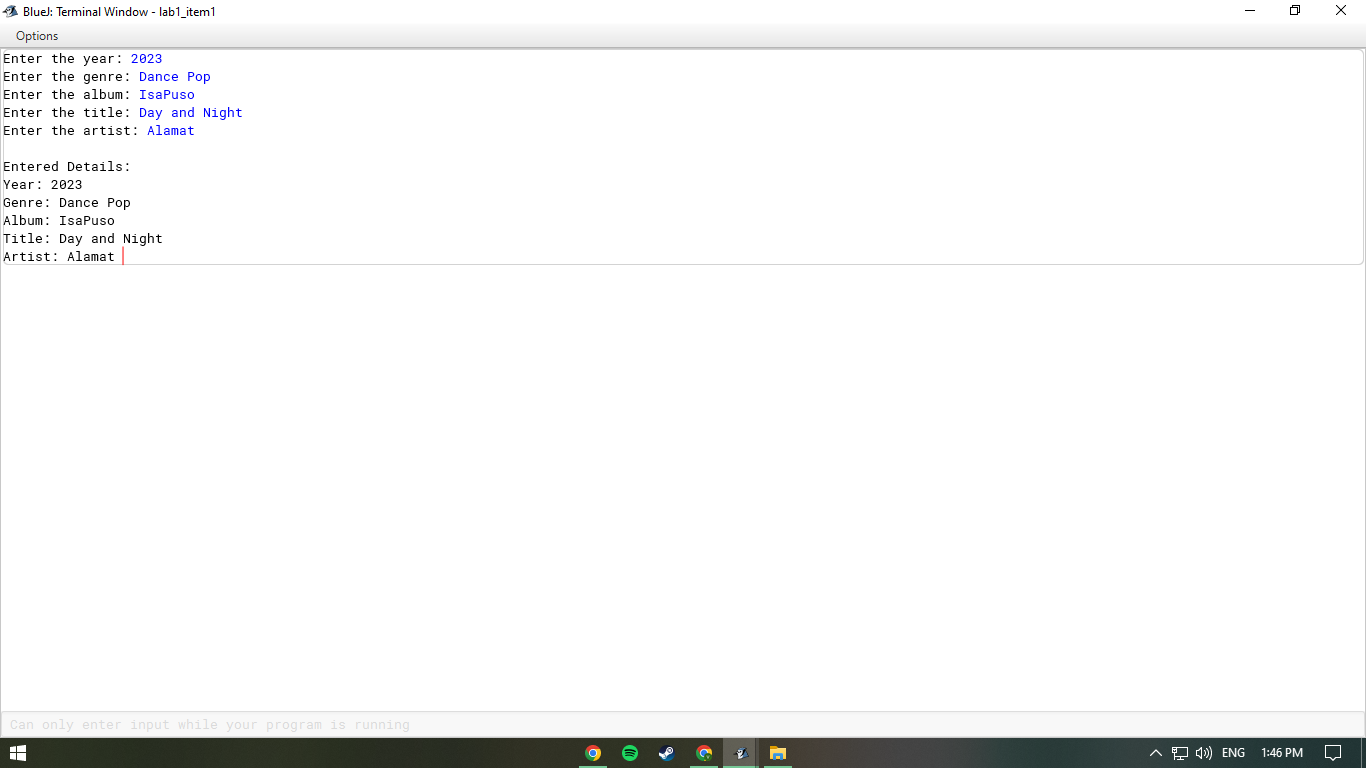 BlueJ: Terminal Window - lab1_item1
Options
Enter the year: 2023
Enter the genre: Dance Pop
Enter the album: IsaPuso
Enter the title: Day and Night
Enter the artist: Alamat
Entered Details:
Year: 2023
Genre: Dance Pop
Album: IsaPuso
Title: Day and Night
Artist: Alamat
Can only enter input while your program is running
ENG 1:46 PM